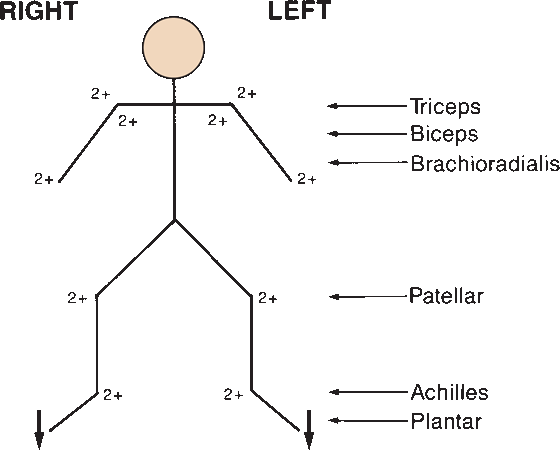 RIGHT LEFT
2+ 2+
Triceps
2+ 2+
Biceps
Brachioradialis
2+ 2+
2+ 2+
Patellar
2+ 2+
Achilles
Plantar